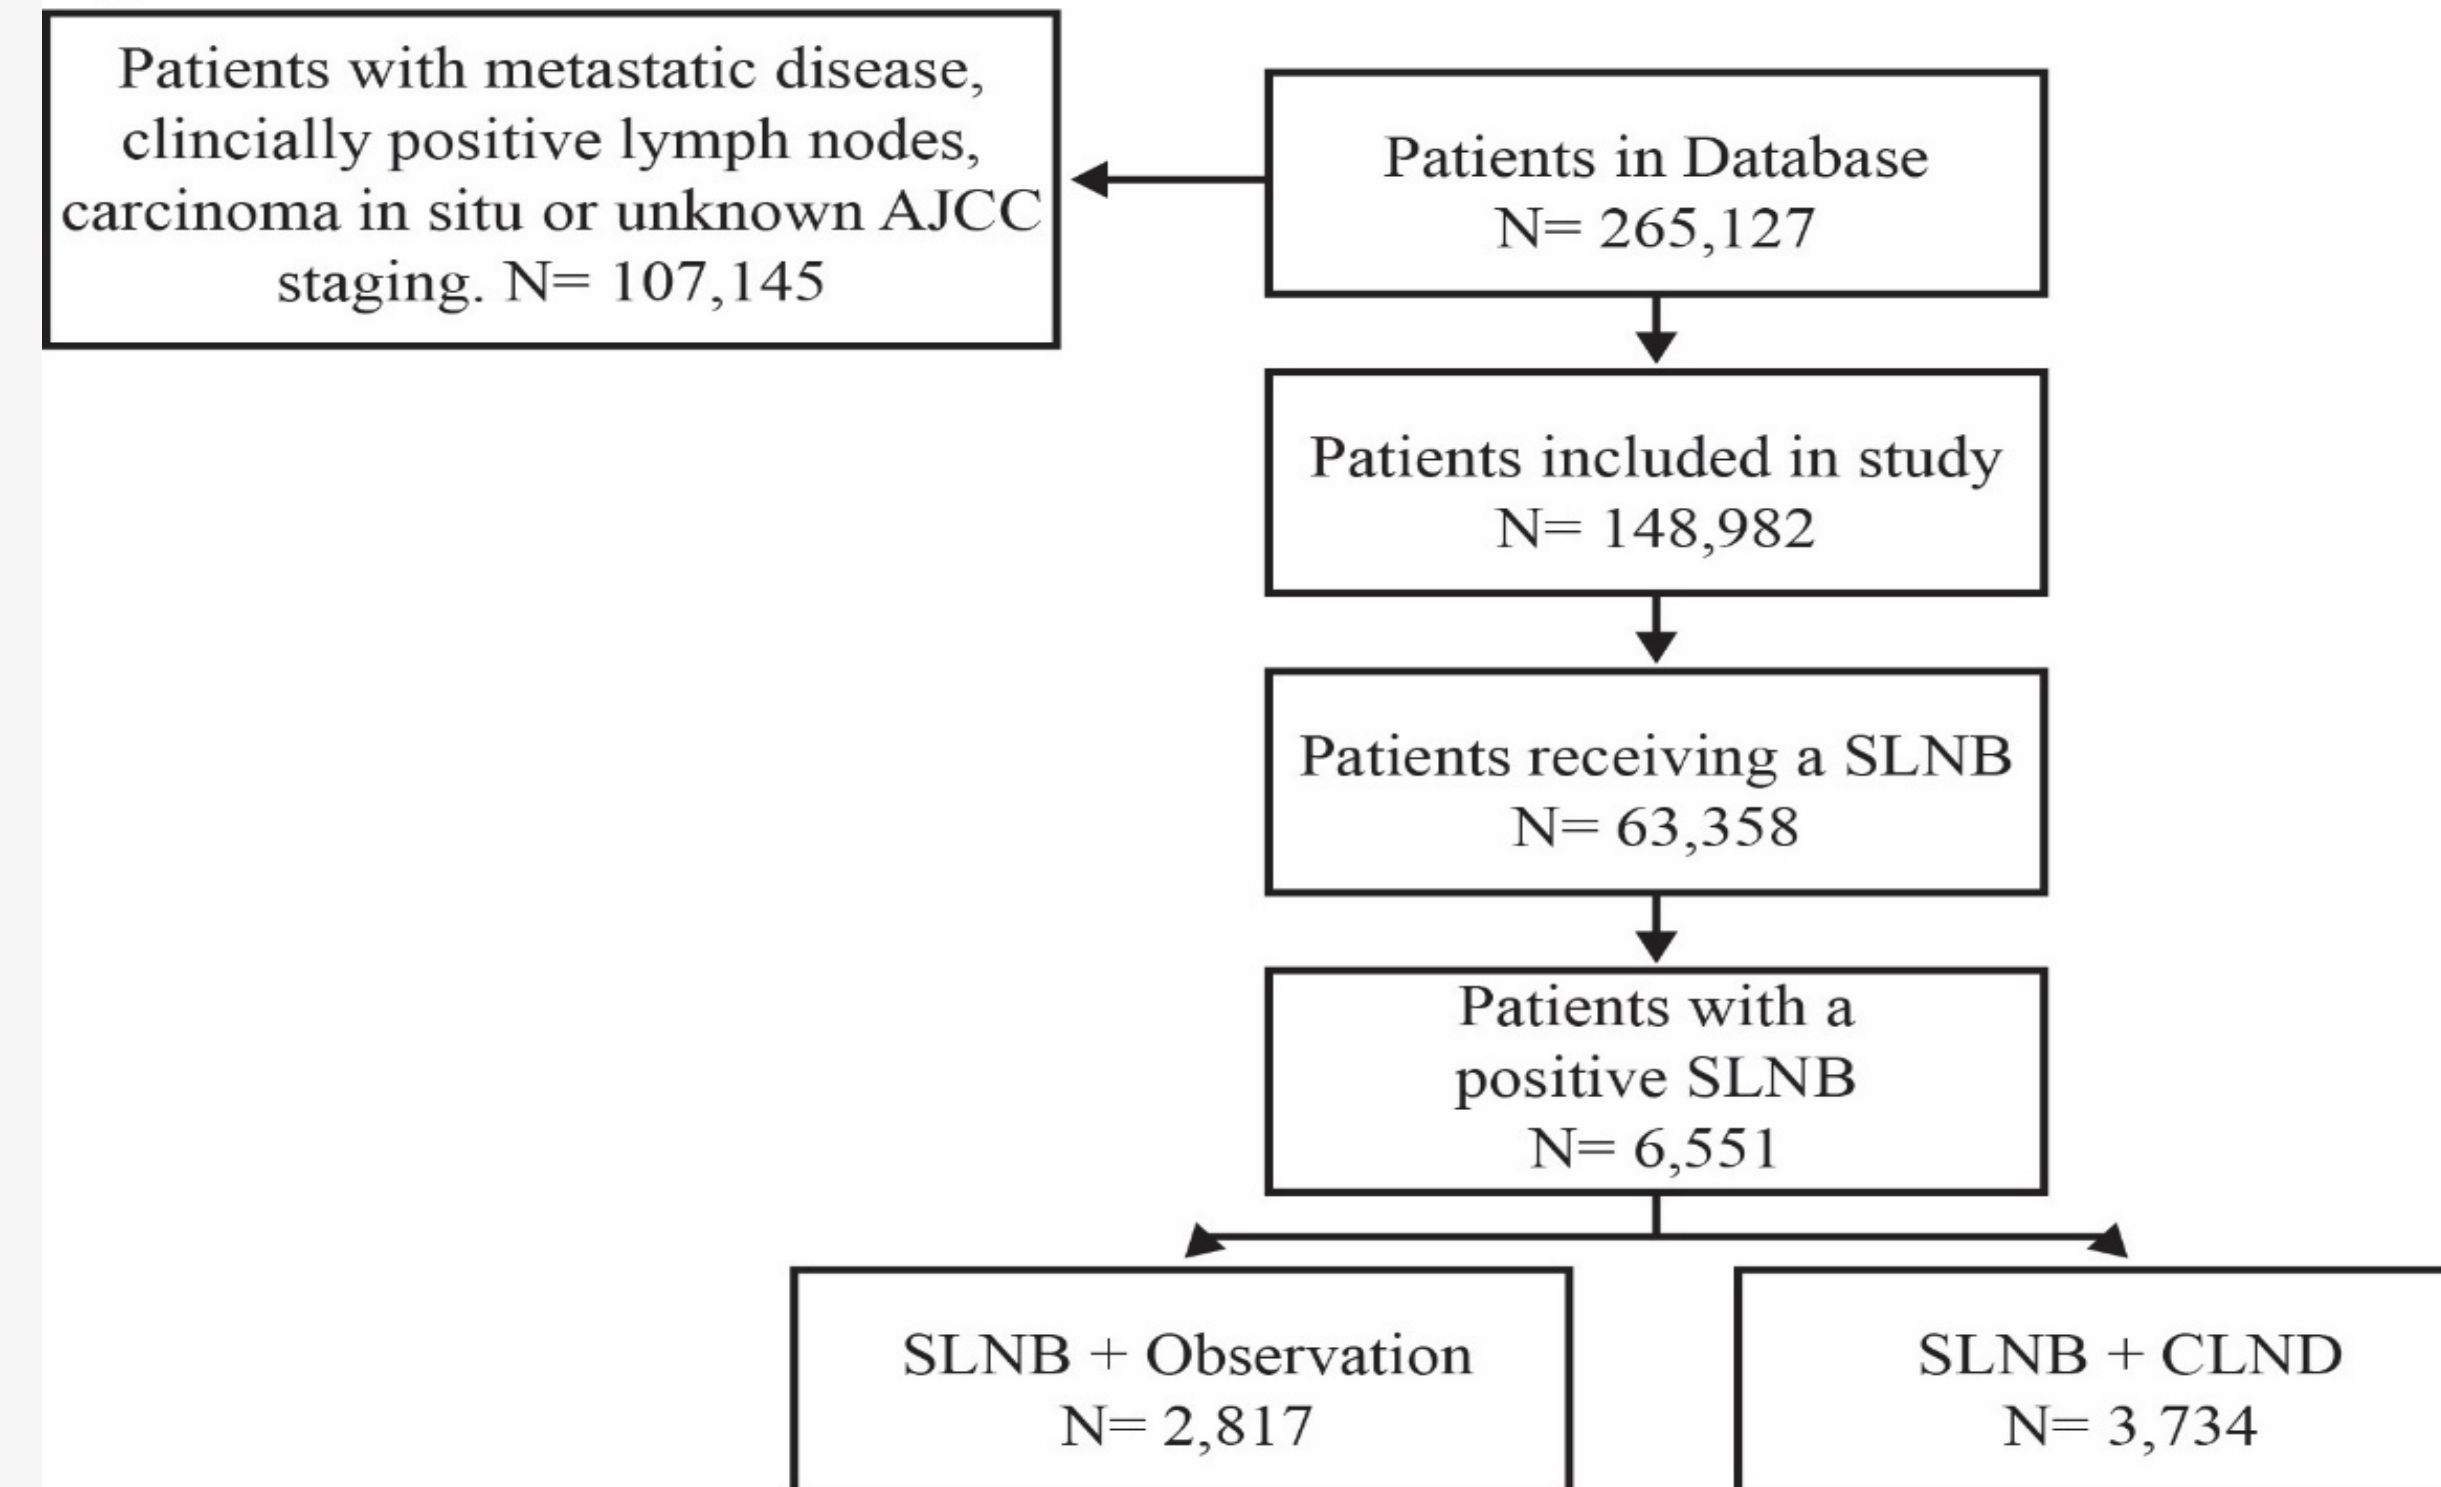 Patients with metastatic disease,
clincially positive lymph nodes,
carcinoma in situ or unknown AJCC
staging. N= 107,145
Patients in Database
N= 265,127
Patients included in study
N= 148,982
Patients receiving a SLNB
N= 63,358
Patients with a
positive SLNB
N= 6,551
SLNB + Observation
N= 2,817
SLNB + CLND
N= 3,734